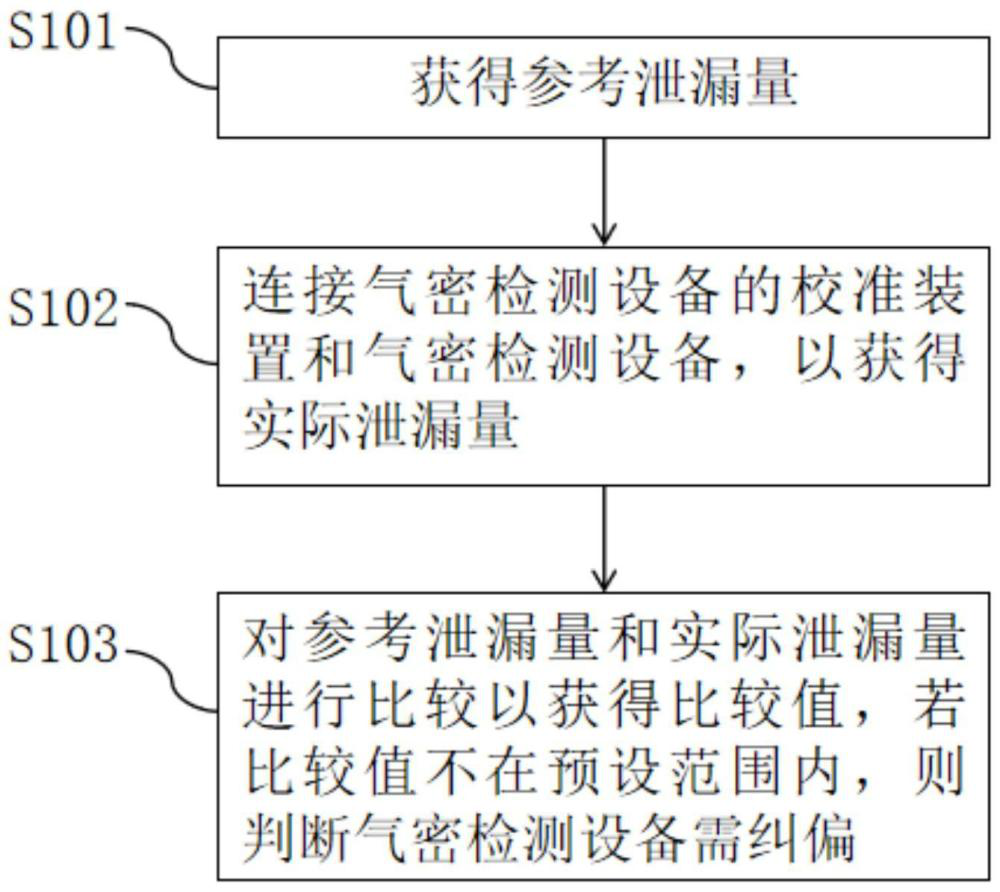 S101
获得参考泄漏量
S102
连接气密检测设备的校准装
置和气密检测设备，以获得
实际泄漏量
S103
对参考泄漏量和实际泄漏量
进行比较以获得比较值，若
比较值不在预设范围内，则
判断气密检测设备需纠偏